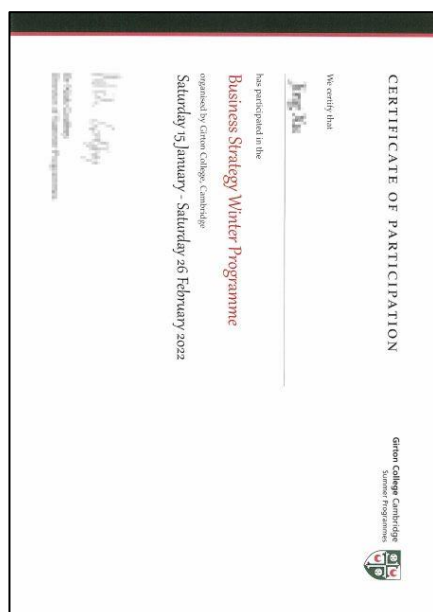 CERTIFICATE OF PARTICIPATION
Girton College Cambridge
Summer Programmes
We certify that
has participated in the
Business Strategy Winter Programme
organised by Girton College, Cambridge
Saturday 15 January - Saturday 26 February 2022